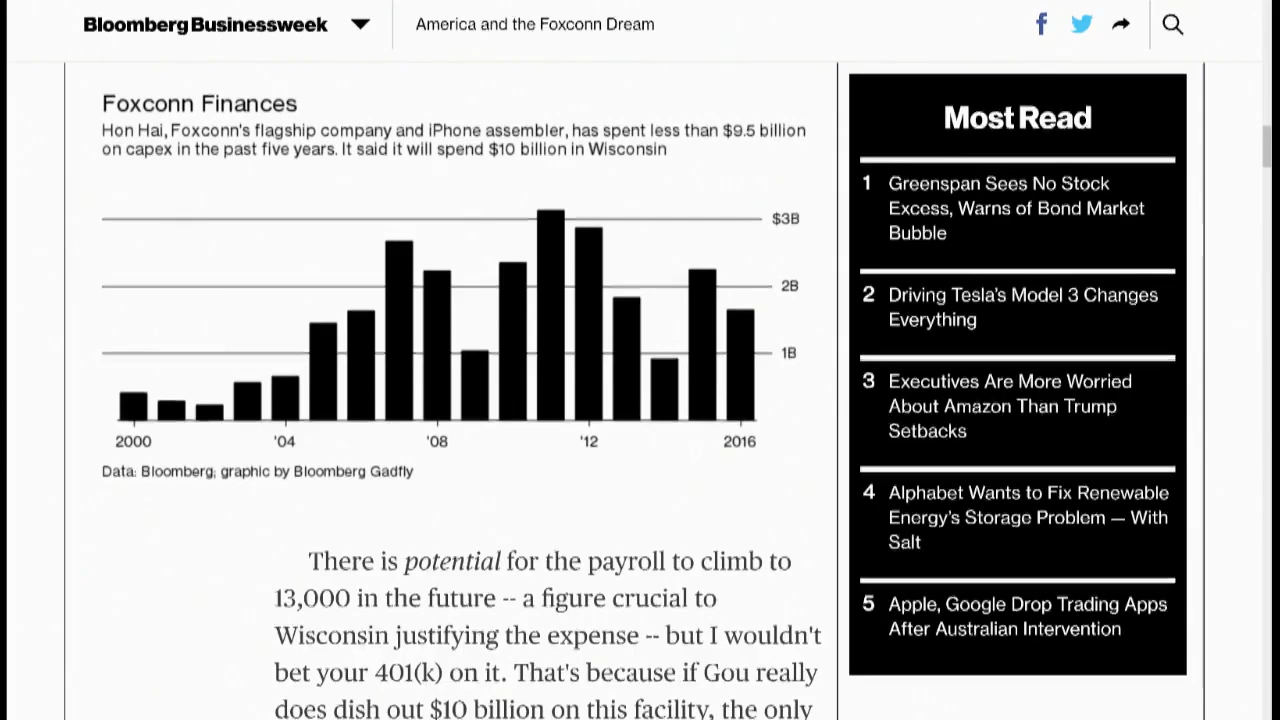 Bloomberg Businessweek
America and the Foxconn Dream
Foxconn Finances
Hon Hai, Foxconn's flagship company and iPhone assembler, has spent less than $9.5 billion
on capex in the past five years. It said it will spend $10 billion in Wisconsin
$3B
2B
1B
2000 '04 '08 '12 2016
Data: Bloomberg; graphic by Bloomberg Gadfly
There is potential for the payroll to climb to
13,000 in the future -- a figure crucial to
Wisconsin justifying the expense -- but I wouldn't
bet your 401(k) on it. That's because if Gou really
does dish out $10 billion on this facility, the only
Most Read
1 Greenspan Sees No Stock
Excess, Warns of Bond Market
Bubble
2 Driving Tesla's Model 3 Changes
Everything
3 Executives Are More Worried
About Amazon Than Trump
Setbacks
4 Alphabet Wants to Fix Renewable
Energy's Storage Problem — With
Salt
5 Apple, Google Drop Trading Apps
After Australian Intervention